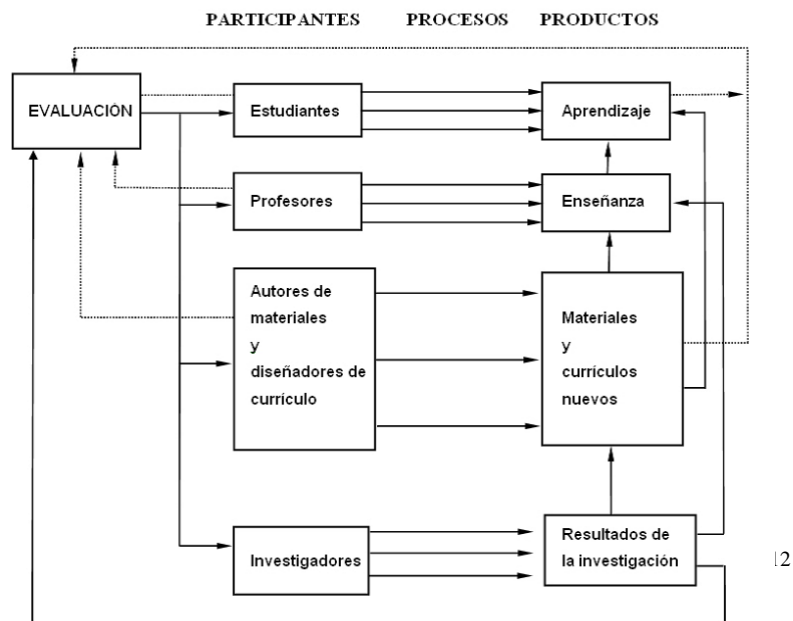 PARTICIPANTES PROCESOS PRODUCTOS
EVALUACIÓN
Estudiantes
Aprendizaje
Profesores
Enseñanza
Autores de
materiales
y
diseñadores de
currículo
Materiales
y
currículos
nuevos
Investigadores
Resultados de
la investigación
12